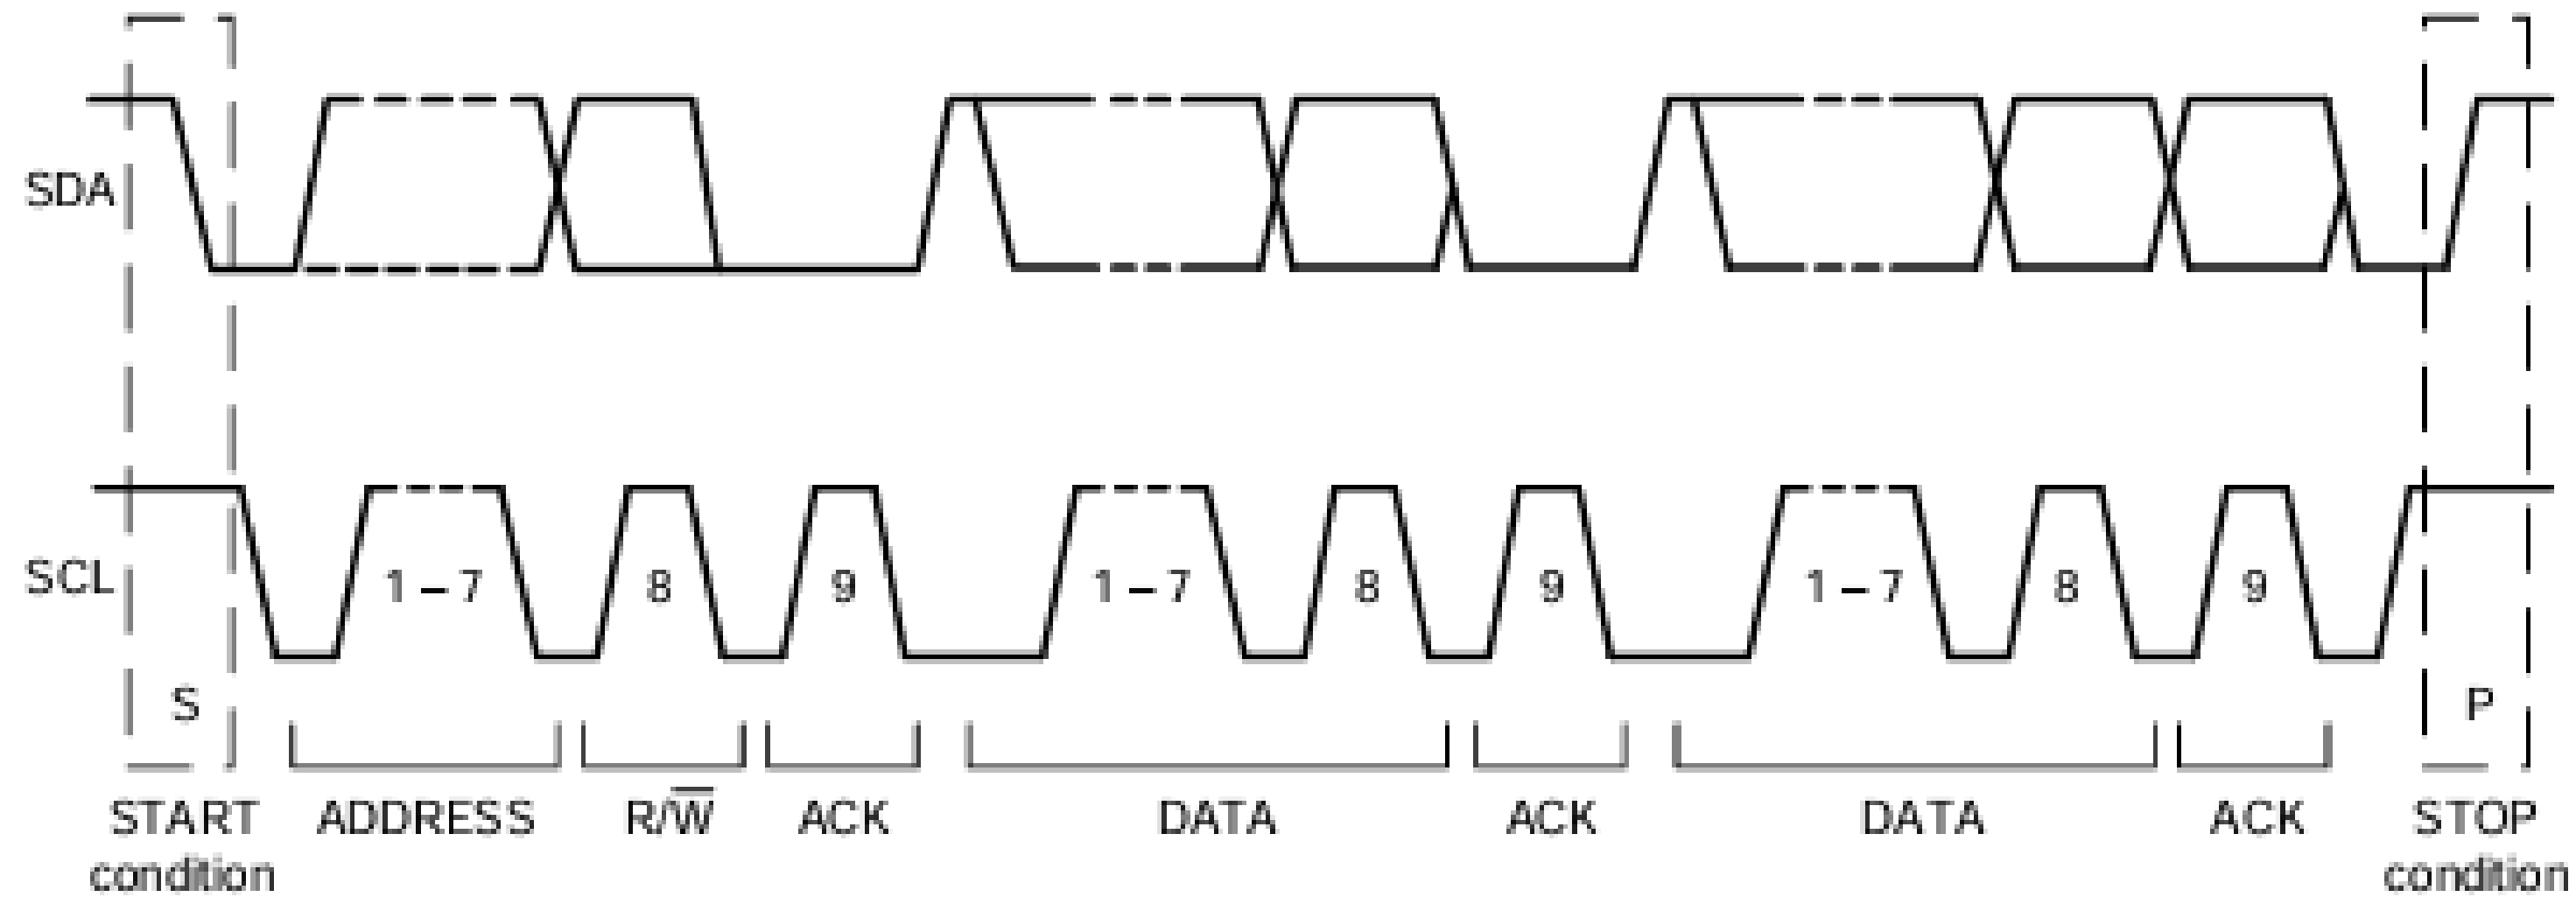 SDA
SCL
1 – 7
8
9
1 – 7
8
9
1 – 7
8
9
S
P
START
condition
ADDRESS
R/W̅
ACK
DATA
ACK
DATA
ACK
STOP
condition